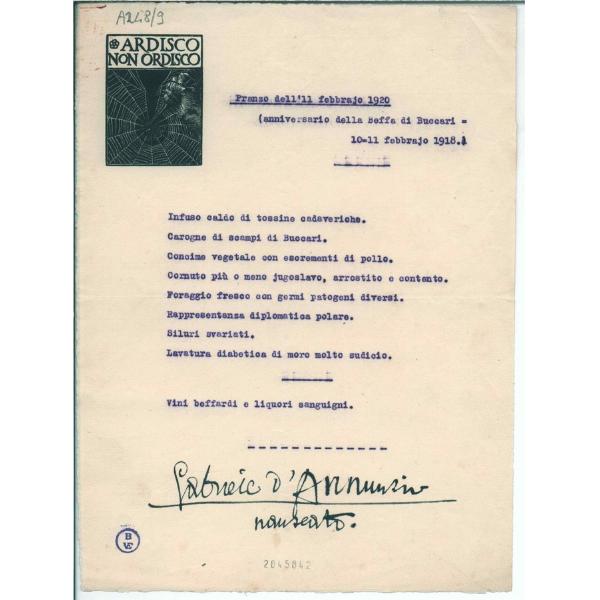 A248/9
ARDISCO
NON ORDISCO
Pranzo dell'11 febbrajo 1920
(anniversario della Beffa di Buccari =
10-11 febbrajo 1918.)
Infuso caldo di tossine cadaveriche.
Carogne di scampi di Buccari.
Concime vegetale con escrementi di pollo.
Cornuto più o meno jugoslavo, arrostito e contento.
Foraggio fresco con germi patogeni diversi.
Rappresentanza diplomatica polare.
Siluri svariati.
Lavatura diabetica di moro molto sudicio.
Vini beffardi e liquori sanguigni.
Gabriele d'Annunzio
nauseato.
B
VE
2045842